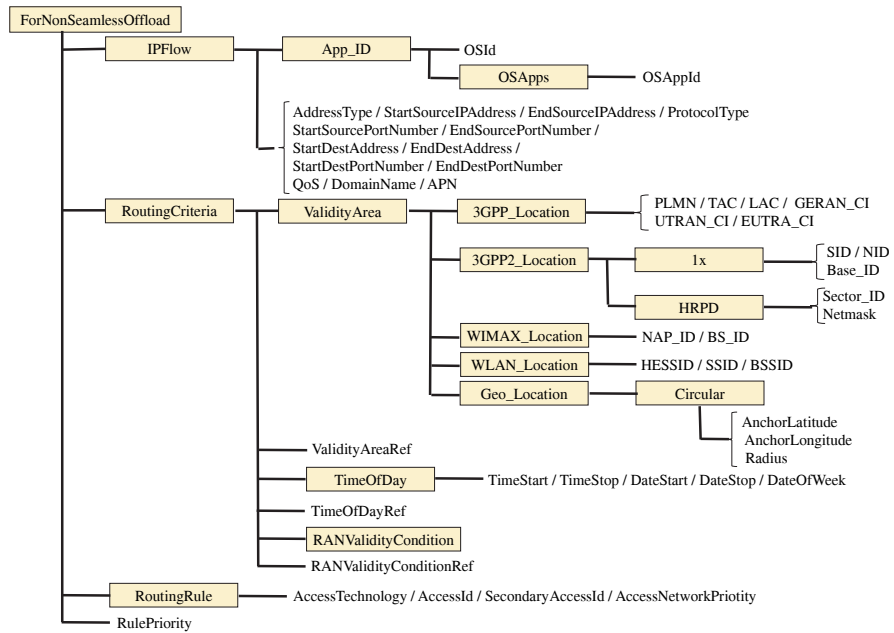 ForNonSeamlessOffload
IPFlow
App_ID
OSId
OSApps
OSAppId
AddressType / StartSourceIPAddress / EndSourceIPAddress / ProtocolType
StartSourcePortNumber / EndSourcePortNumber /
StartDestAddress / EndDestAddress /
StartDestPortNumber / EndDestPortNumber
QoS / DomainName / APN
RoutingCriteria
ValidityArea
3GPP_Location
PLMN / TAC / LAC / GERAN_CI
UTRAN_CI / EUTRA_CI
3GPP2_Location
1x
SID / NID
Base_ID
HRPD
Sector_ID
Netmask
WIMAX_Location
NAP_ID / BS_ID
WLAN_Location
HESSID / SSID / BSSID
Geo_Location
Circular
AnchorLatitude
AnchorLongitude
Radius
ValidityAreaRef
TimeOfDay
TimeStart / TimeStop / DateStart / DateStop / DateOfWeek
TimeOfDayRef
RANValidityCondition
RANValidityConditionRef
RoutingRule
AccessTechnology / AccessId / SecondaryAccessId / AccessNetworkPriotity
RulePriority